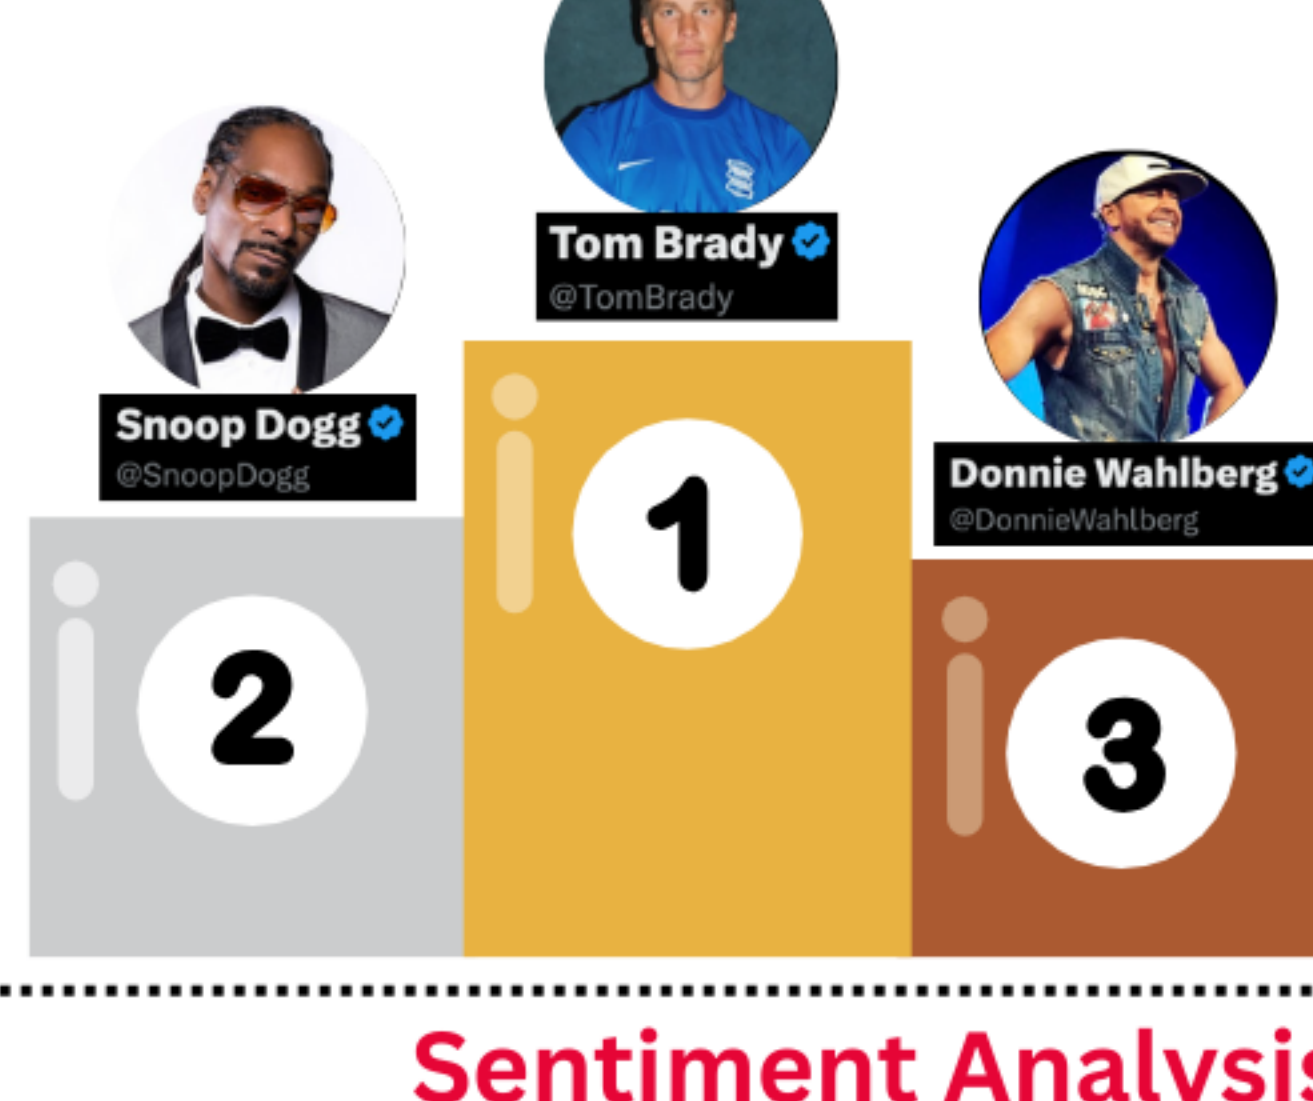 Tom Brady
@TomBrady
Snoop Dogg
@SnoopDogg
Donnie Wahlberg
@DonnieWahlberg
1
2
3
Sentiment Analysis